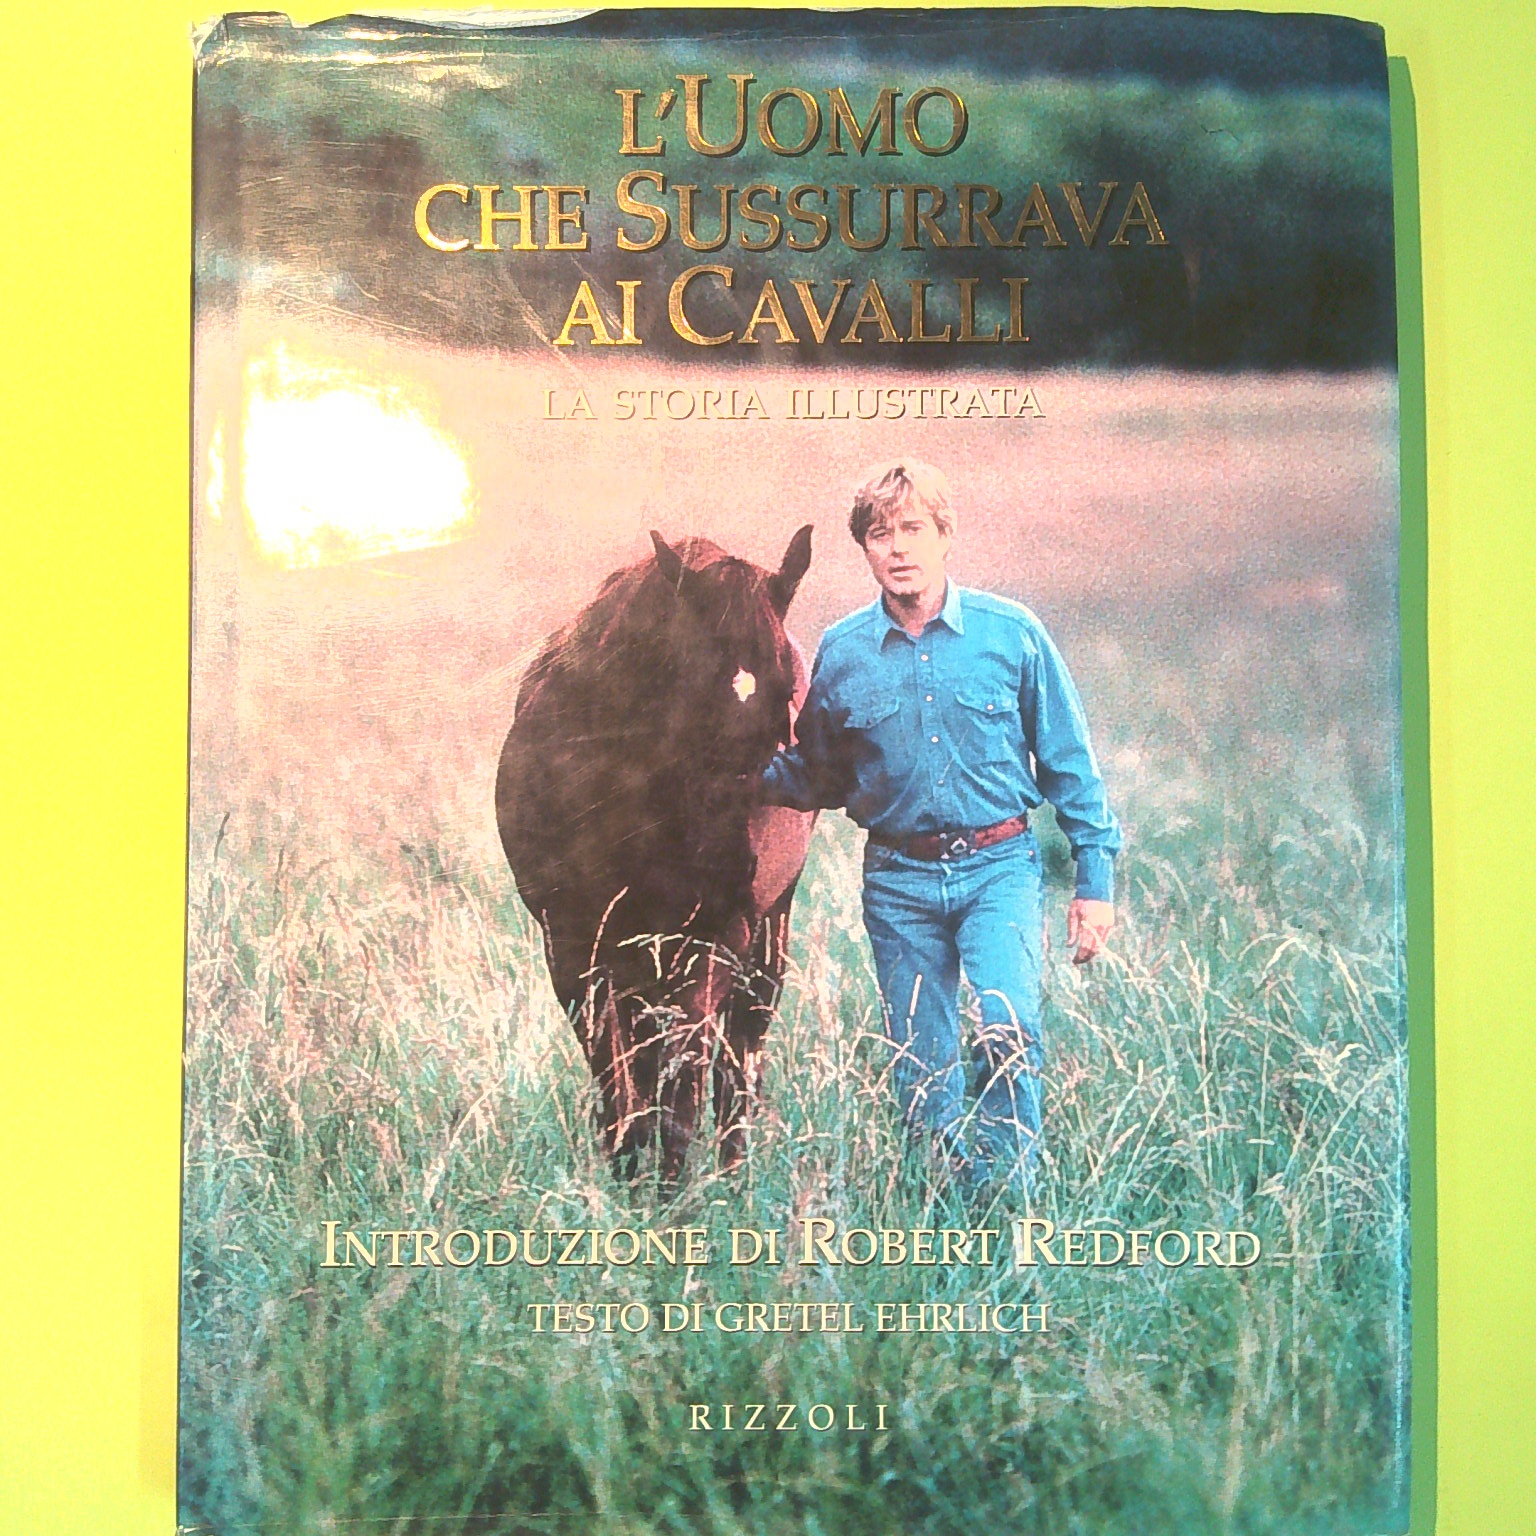 L'UOMO
CHE SUSSURRAVA
AI CAVALLI
LA STORIA ILLUSTRATA
INTRODUZIONE DI ROBERT REDFORD
TESTO DI GRETEL EHRLICH
RIZZOLI